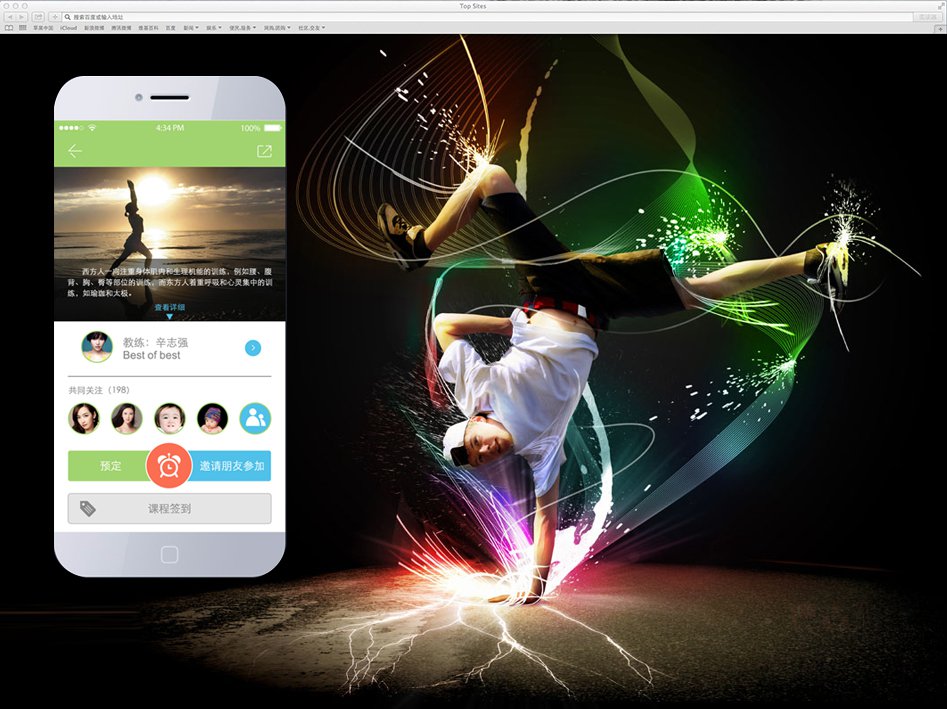 Top Sites
搜索百度或输入地址
苹果中国 iCloud 新浪微博 腾讯微博 维基百科 百度 新闻 娱乐 便民.服务 网购.团购 社区.交友
4:34 PM 100%
西方人一向注重身体肌肉和生理机能的训练，例如腰、腹
背、胸、臀等部位的训练，而东方人着重呼吸和心灵集中的训
练，如瑜珈和太极。
查看详细
教练：辛志强
Best of best
共同关注（198）
预定 邀请朋友参加
课程签到